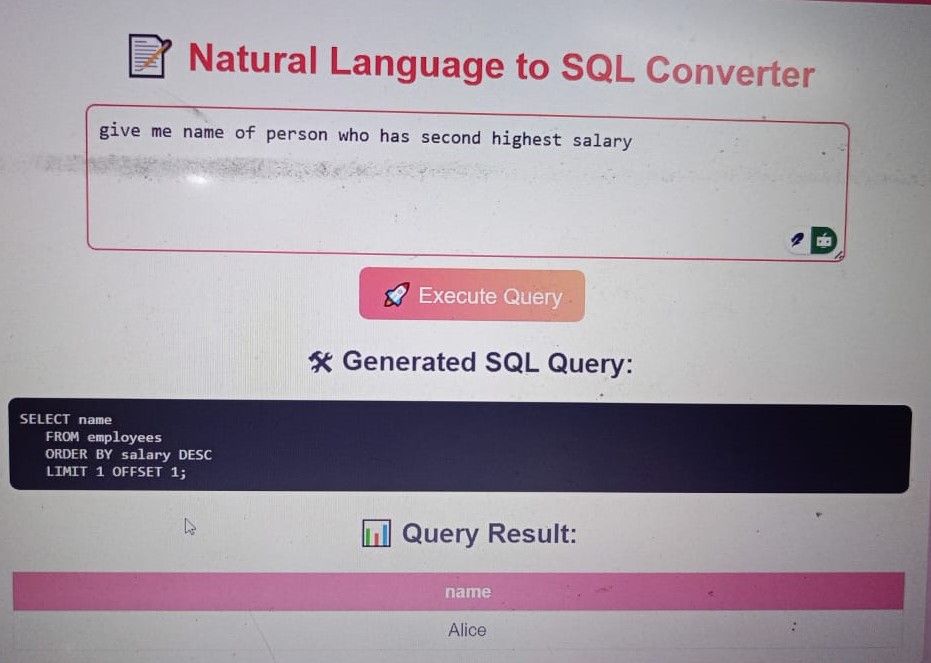 Natural Language to SQL Converter
give me name of person who has second highest salary
Execute Query
Generated SQL Query:
SELECT name
FROM employees
ORDER BY salary DESC
LIMIT 1 OFFSET 1;
Query Result:
name
Alice